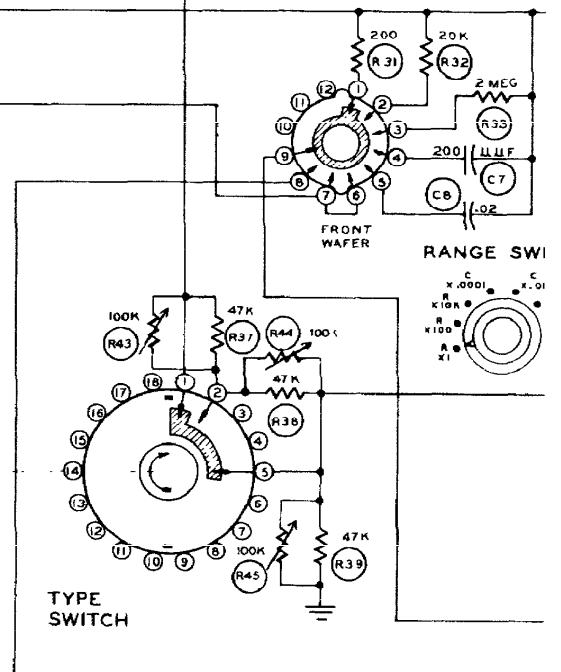 200
R31
20K
R32
2 MEG
R33
200 μμF
C7
C8
.02
12
1
2
11
3
10
4
9
5
8
7
6
FRONT
WAFER
RANGE SWI
C
X.0001
C
X.01
R
X10K
R
X100
R
X1
100K
R43
47K
R37
R44
100K
47K
R38
18
1
2
17
3
16
4
15
5
14
6
13
7
12
8
11
10
9
100K
R45
47K
R39
TYPE
SWITCH